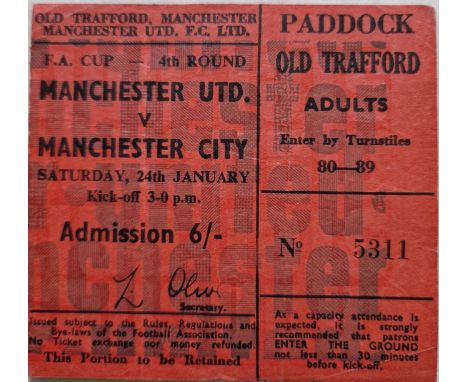 OLD TRAFFORD, MANCHESTER
MANCHESTER UTD. F.C. LTD.
F.A. CUP — 4th ROUND
MANCHESTER UTD.
V
MANCHESTER CITY
SATURDAY, 24th JANUARY
Kick-off 3-0 p.m.
Admission 6/-
Secretary.
Issued subject to the Rules, Regulations and
Bye-laws of the Football Association.
No Ticket exchange nor money refunded.
This Portion to be Retained
PADDOCK
OLD TRAFFORD
ADULTS
Enter by Turnstiles
80—89
Nº 5311
As a capacity attendance is
expected, it is strongly
recommended that patrons
ENTER THE GROUND
not less than 30 minutes
before kick-off.